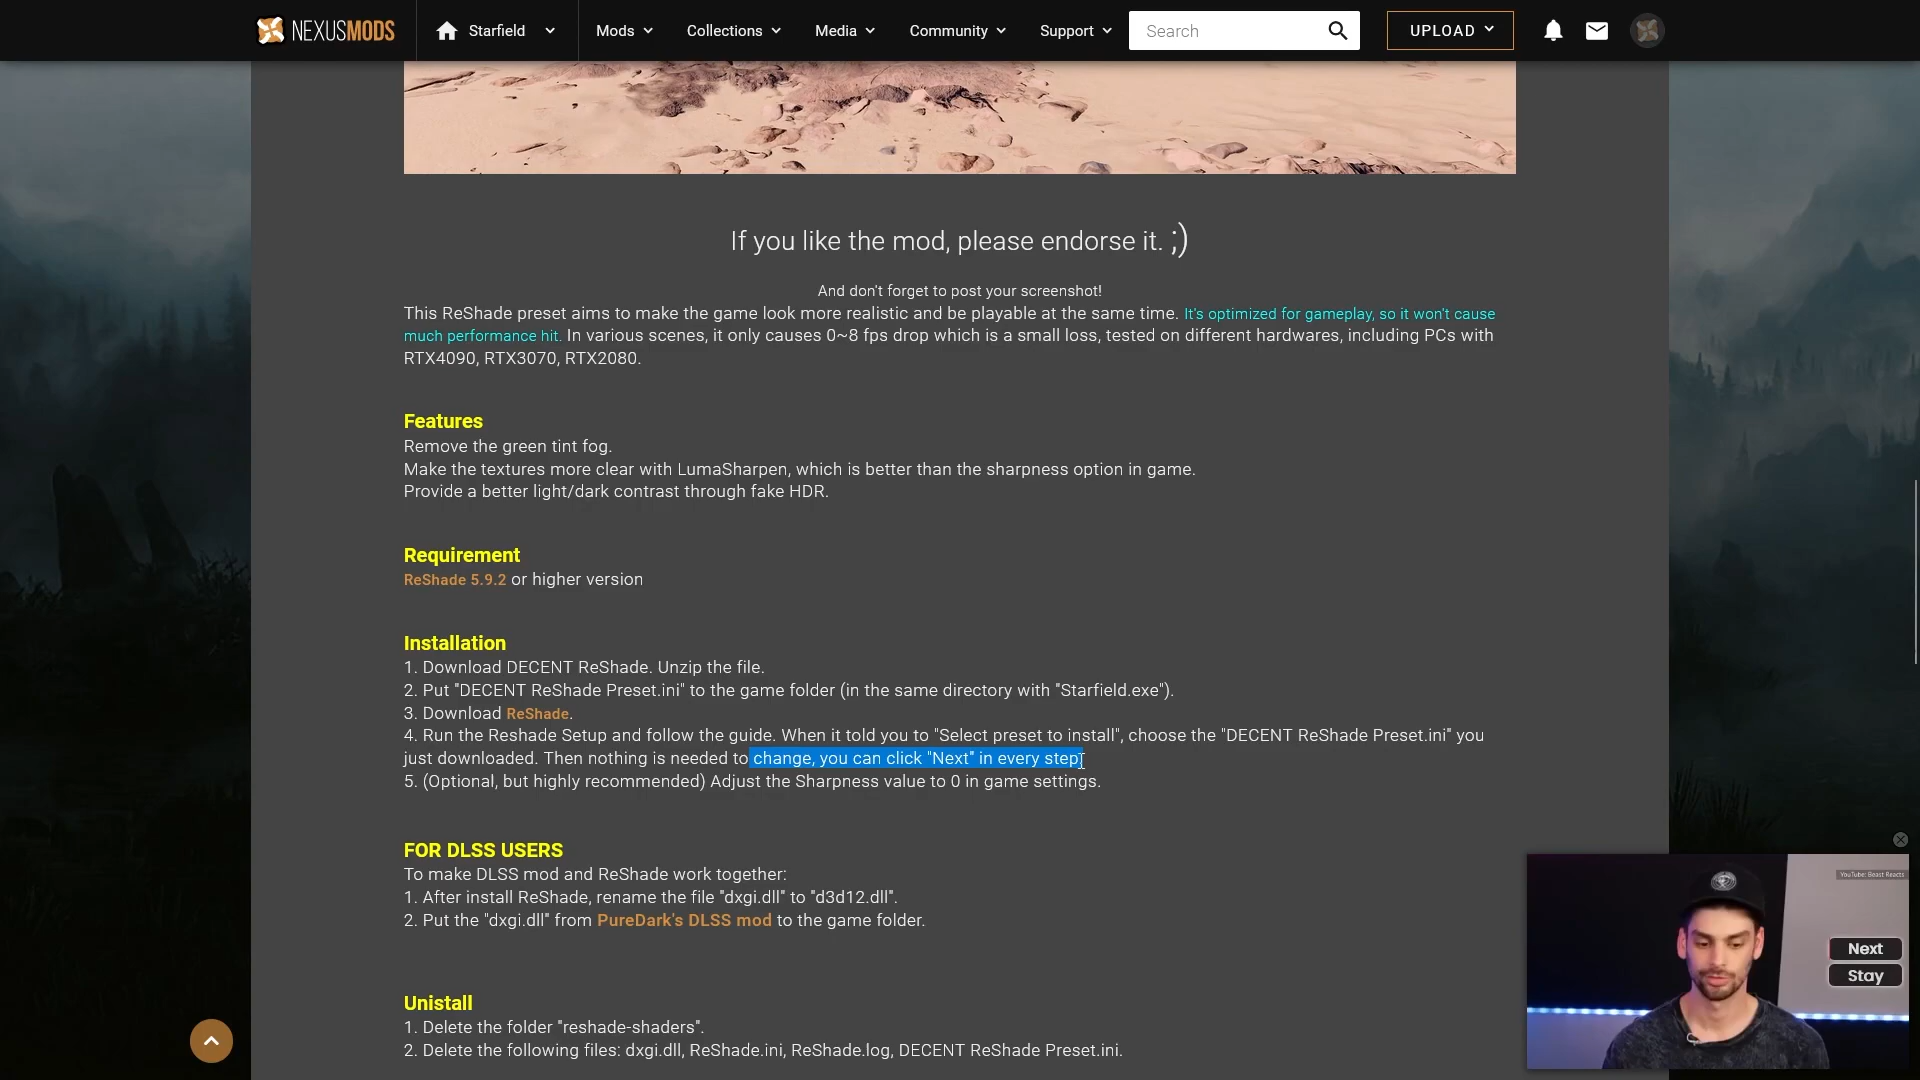 NEXUSMODS
Starfield
Mods
Collections
Media
Community
Support
Search
UPLOAD
If you like the mod, please endorse it. ;)
And don't forget to post your screenshot!
This ReShade preset aims to make the game look more realistic and be playable at the same time. It's optimized for gameplay, so it won't cause
much performance hit. In various scenes, it only causes 0~8 fps drop which is a small loss, tested on different hardwares, including PCs with
RTX4090, RTX3070, RTX2080.
Features
Remove the green tint fog.
Make the textures more clear with LumaSharpen, which is better than the sharpness option in game.
Provide a better light/dark contrast through fake HDR.
Requirement
ReShade 5.9.2 or higher version
Installation
1. Download DECENT ReShade. Unzip the file.
2. Put "DECENT ReShade Preset.ini" to the game folder (in the same directory with "Starfield.exe").
3. Download ReShade.
4. Run the Reshade Setup and follow the guide. When it told you to "Select preset to install", choose the "DECENT ReShade Preset.ini" you
just downloaded. Then nothing is needed to change, you can click "Next" in every step
5. (Optional, but highly recommended) Adjust the Sharpness value to 0 in game settings.
FOR DLSS USERS
To make DLSS mod and ReShade work together:
1. After install ReShade, rename the file "dxgi.dll" to "d3d12.dll".
2. Put the "dxgi.dll" from PureDark's DLSS mod to the game folder.
YouTube: Beast Reacts
Next
Stay
Unistall
1. Delete the folder "reshade-shaders".
2. Delete the following files: dxgi.dll, ReShade.ini, ReShade.log, DECENT ReShade Preset.ini.